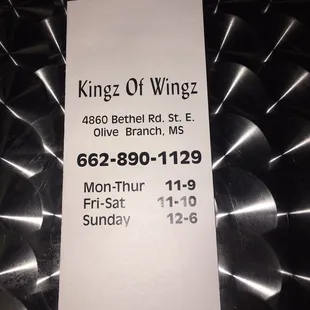 Kingz Of Wingz
4860 Bethel Rd. St. E.
Olive Branch, MS
662-890-1129
Mon-Thur 11-9
Fri-Sat 11-10
Sunday 12-6